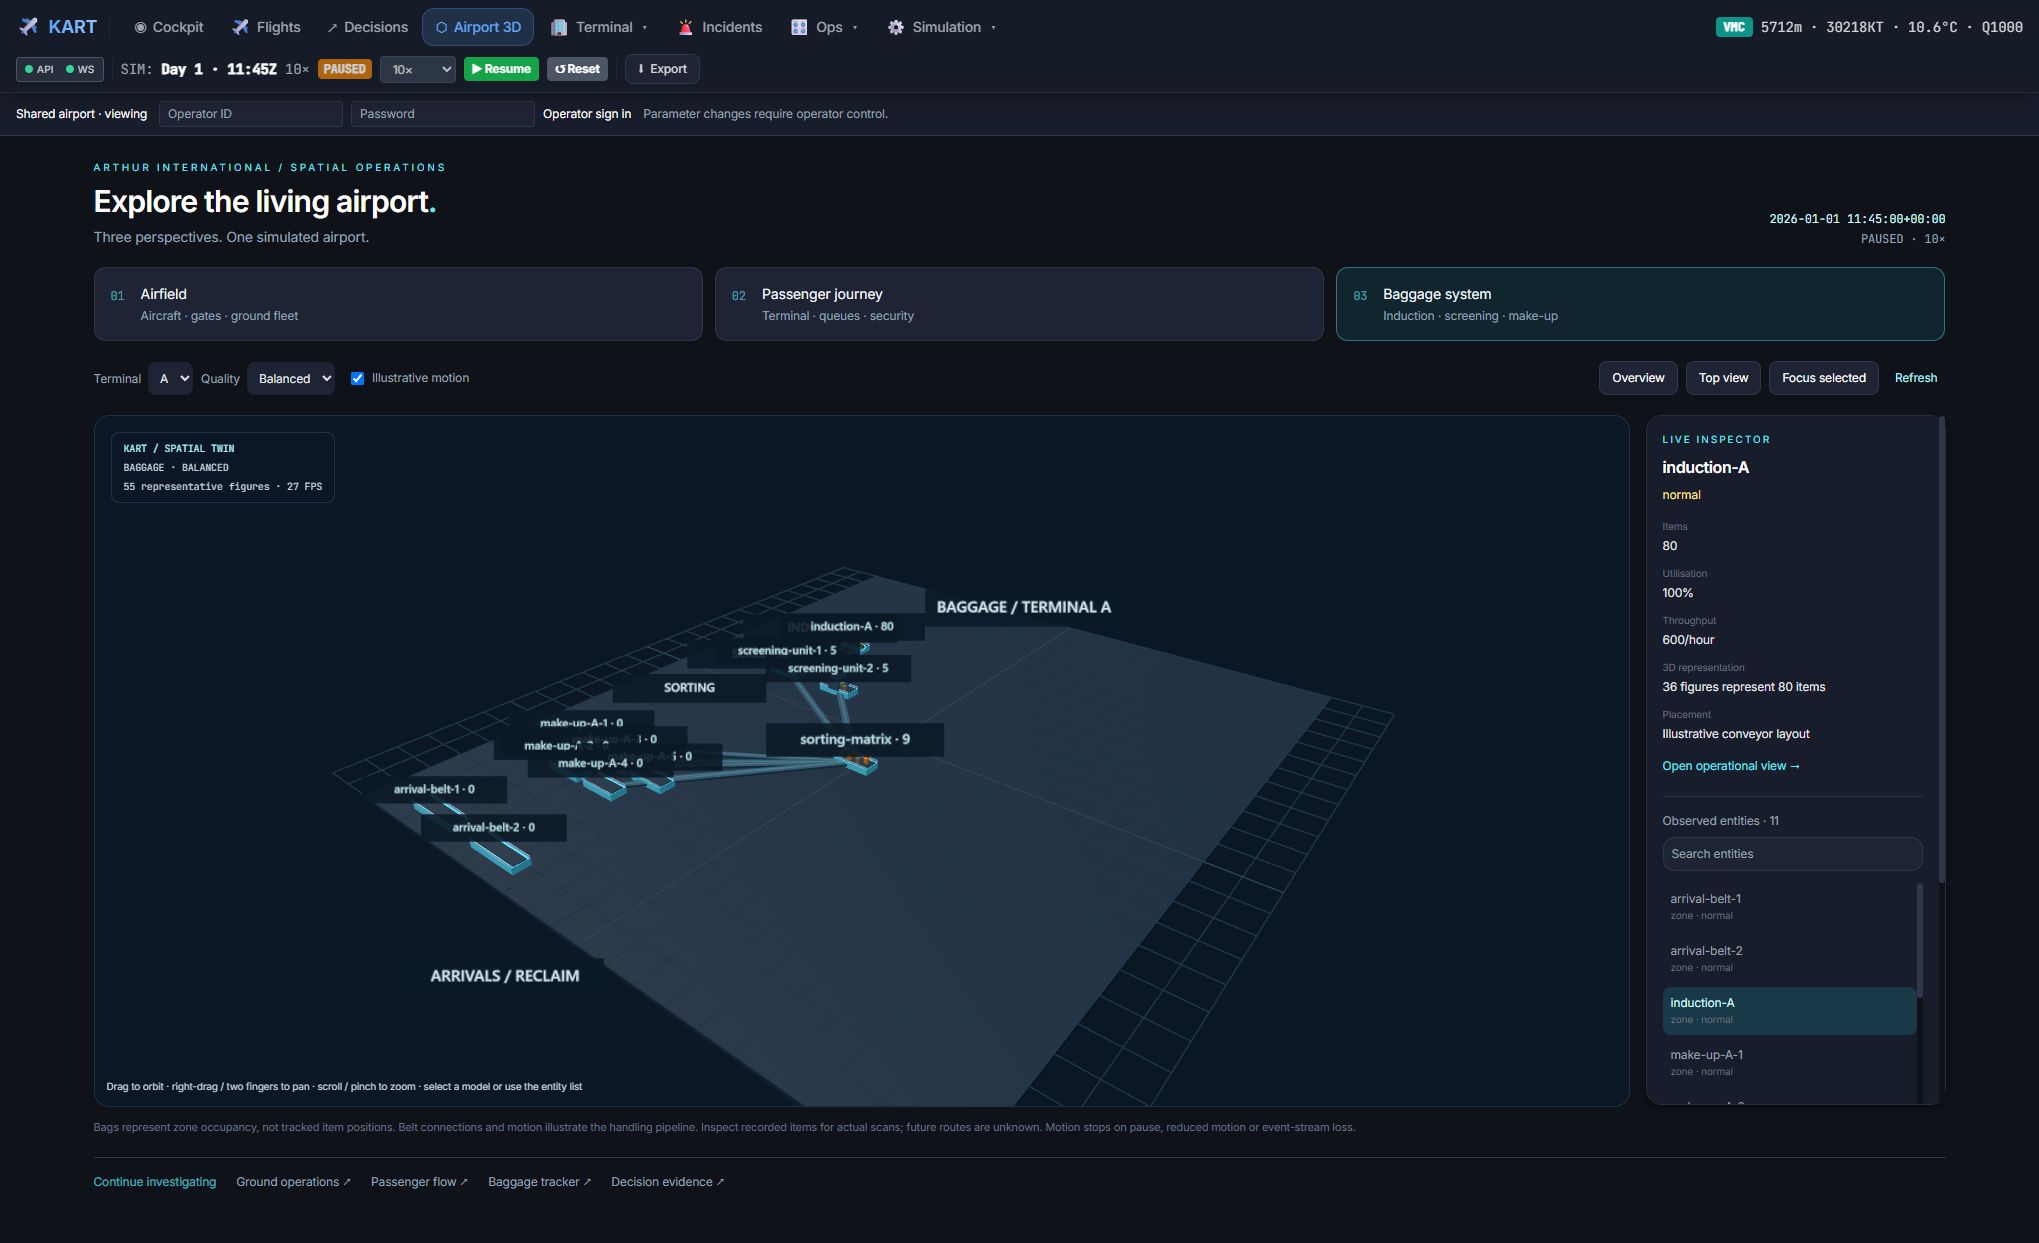 KART
Cockpit
Flights
Decisions
Airport 3D
Terminal
Incidents
Ops
Simulation
VMC 5712m · 30218KT · 10.6°C · Q1000
API WS
SIM: Day 1 · 11:45Z 10×
PAUSED
10×
Resume
Reset
Export
Shared airport · viewing
Operator ID
Password
Operator sign in
Parameter changes require operator control.
ARTHUR INTERNATIONAL / SPATIAL OPERATIONS
Explore the living airport.
Three perspectives. One simulated airport.
2026-01-01 11:45:00+00:00
PAUSED · 10×
01 Airfield
Aircraft · gates · ground fleet
02 Passenger journey
Terminal · queues · security
03 Baggage system
Induction · screening · make-up
Terminal A
Quality Balanced
Illustrative motion
Overview
Top view
Focus selected
Refresh
KART / SPATIAL TWIN
BAGGAGE · BALANCED
55 representative figures · 27 FPS
BAGGAGE / TERMINAL A
induction-A · 80
screening-unit-1 · 5
screening-unit-2 · 5
SORTING
make-up-A-1 · 0
make-up-A-4 · 0
sorting-matrix · 9
arrival-belt-1 · 0
arrival-belt-2 · 0
ARRIVALS / RECLAIM
Drag to orbit · right-drag / two fingers to pan · scroll / pinch to zoom · select a model or use the entity list
LIVE INSPECTOR
induction-A
normal
Items
80
Utilisation
100%
Throughput
600/hour
3D representation
36 figures represent 80 items
Placement
Illustrative conveyor layout
Open operational view →
Observed entities · 11
Search entities
arrival-belt-1
zone · normal
arrival-belt-2
zone · normal
induction-A
zone · normal
make-up-A-1
zone · normal
Bags represent zone occupancy, not tracked item positions. Belt connections and motion illustrate the handling pipeline. Inspect recorded items for actual scans; future routes are unknown. Motion stops on pause, reduced motion or event-stream loss.
Continue investigating
Ground operations ↗
Passenger flow ↗
Baggage tracker ↗
Decision evidence ↗